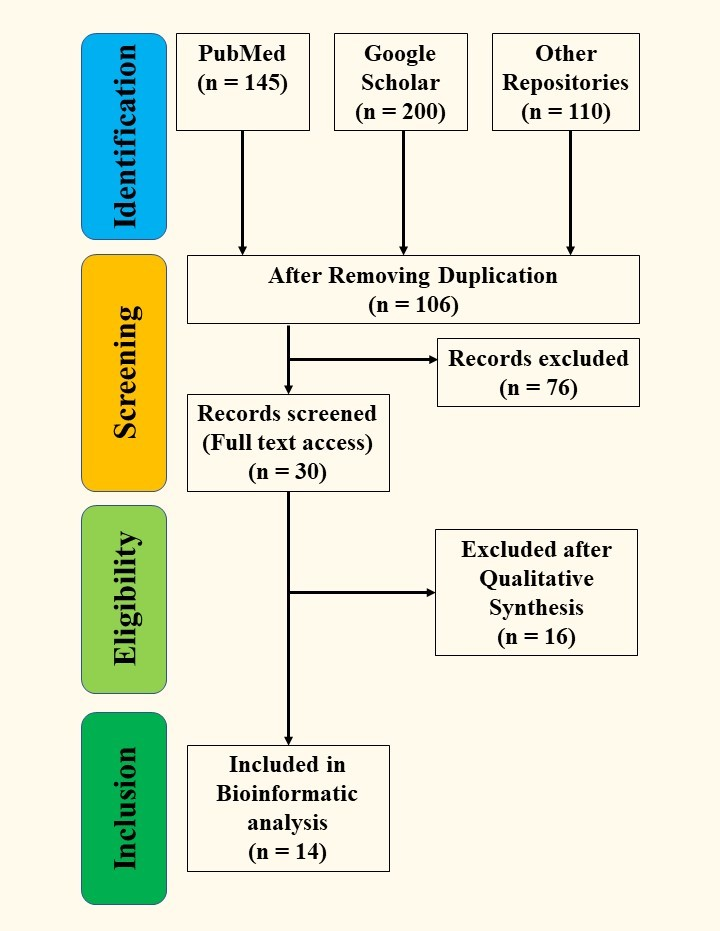 Identification
PubMed
(n = 145)
Google
Scholar
(n = 200)
Other
Repositories
(n = 110)
Screening
After Removing Duplication
(n = 106)
Records excluded
(n = 76)
Records screened
(Full text access)
(n = 30)
Eligibility
Excluded after
Qualitative
Synthesis
(n = 16)
Inclusion
Included in
Bioinformatic
analysis
(n = 14)